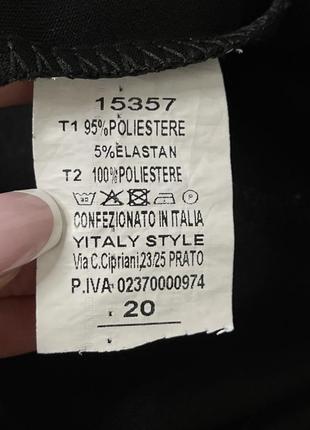 15357
T1 95%POLIESTERE
5%ELASTAN
T2 100%POLIESTERE
CONFEZIONATO IN ITALIA
YITALY STYLE
Via C.Cipriani,23/25 PRATO
P.IVA 02370000974
20